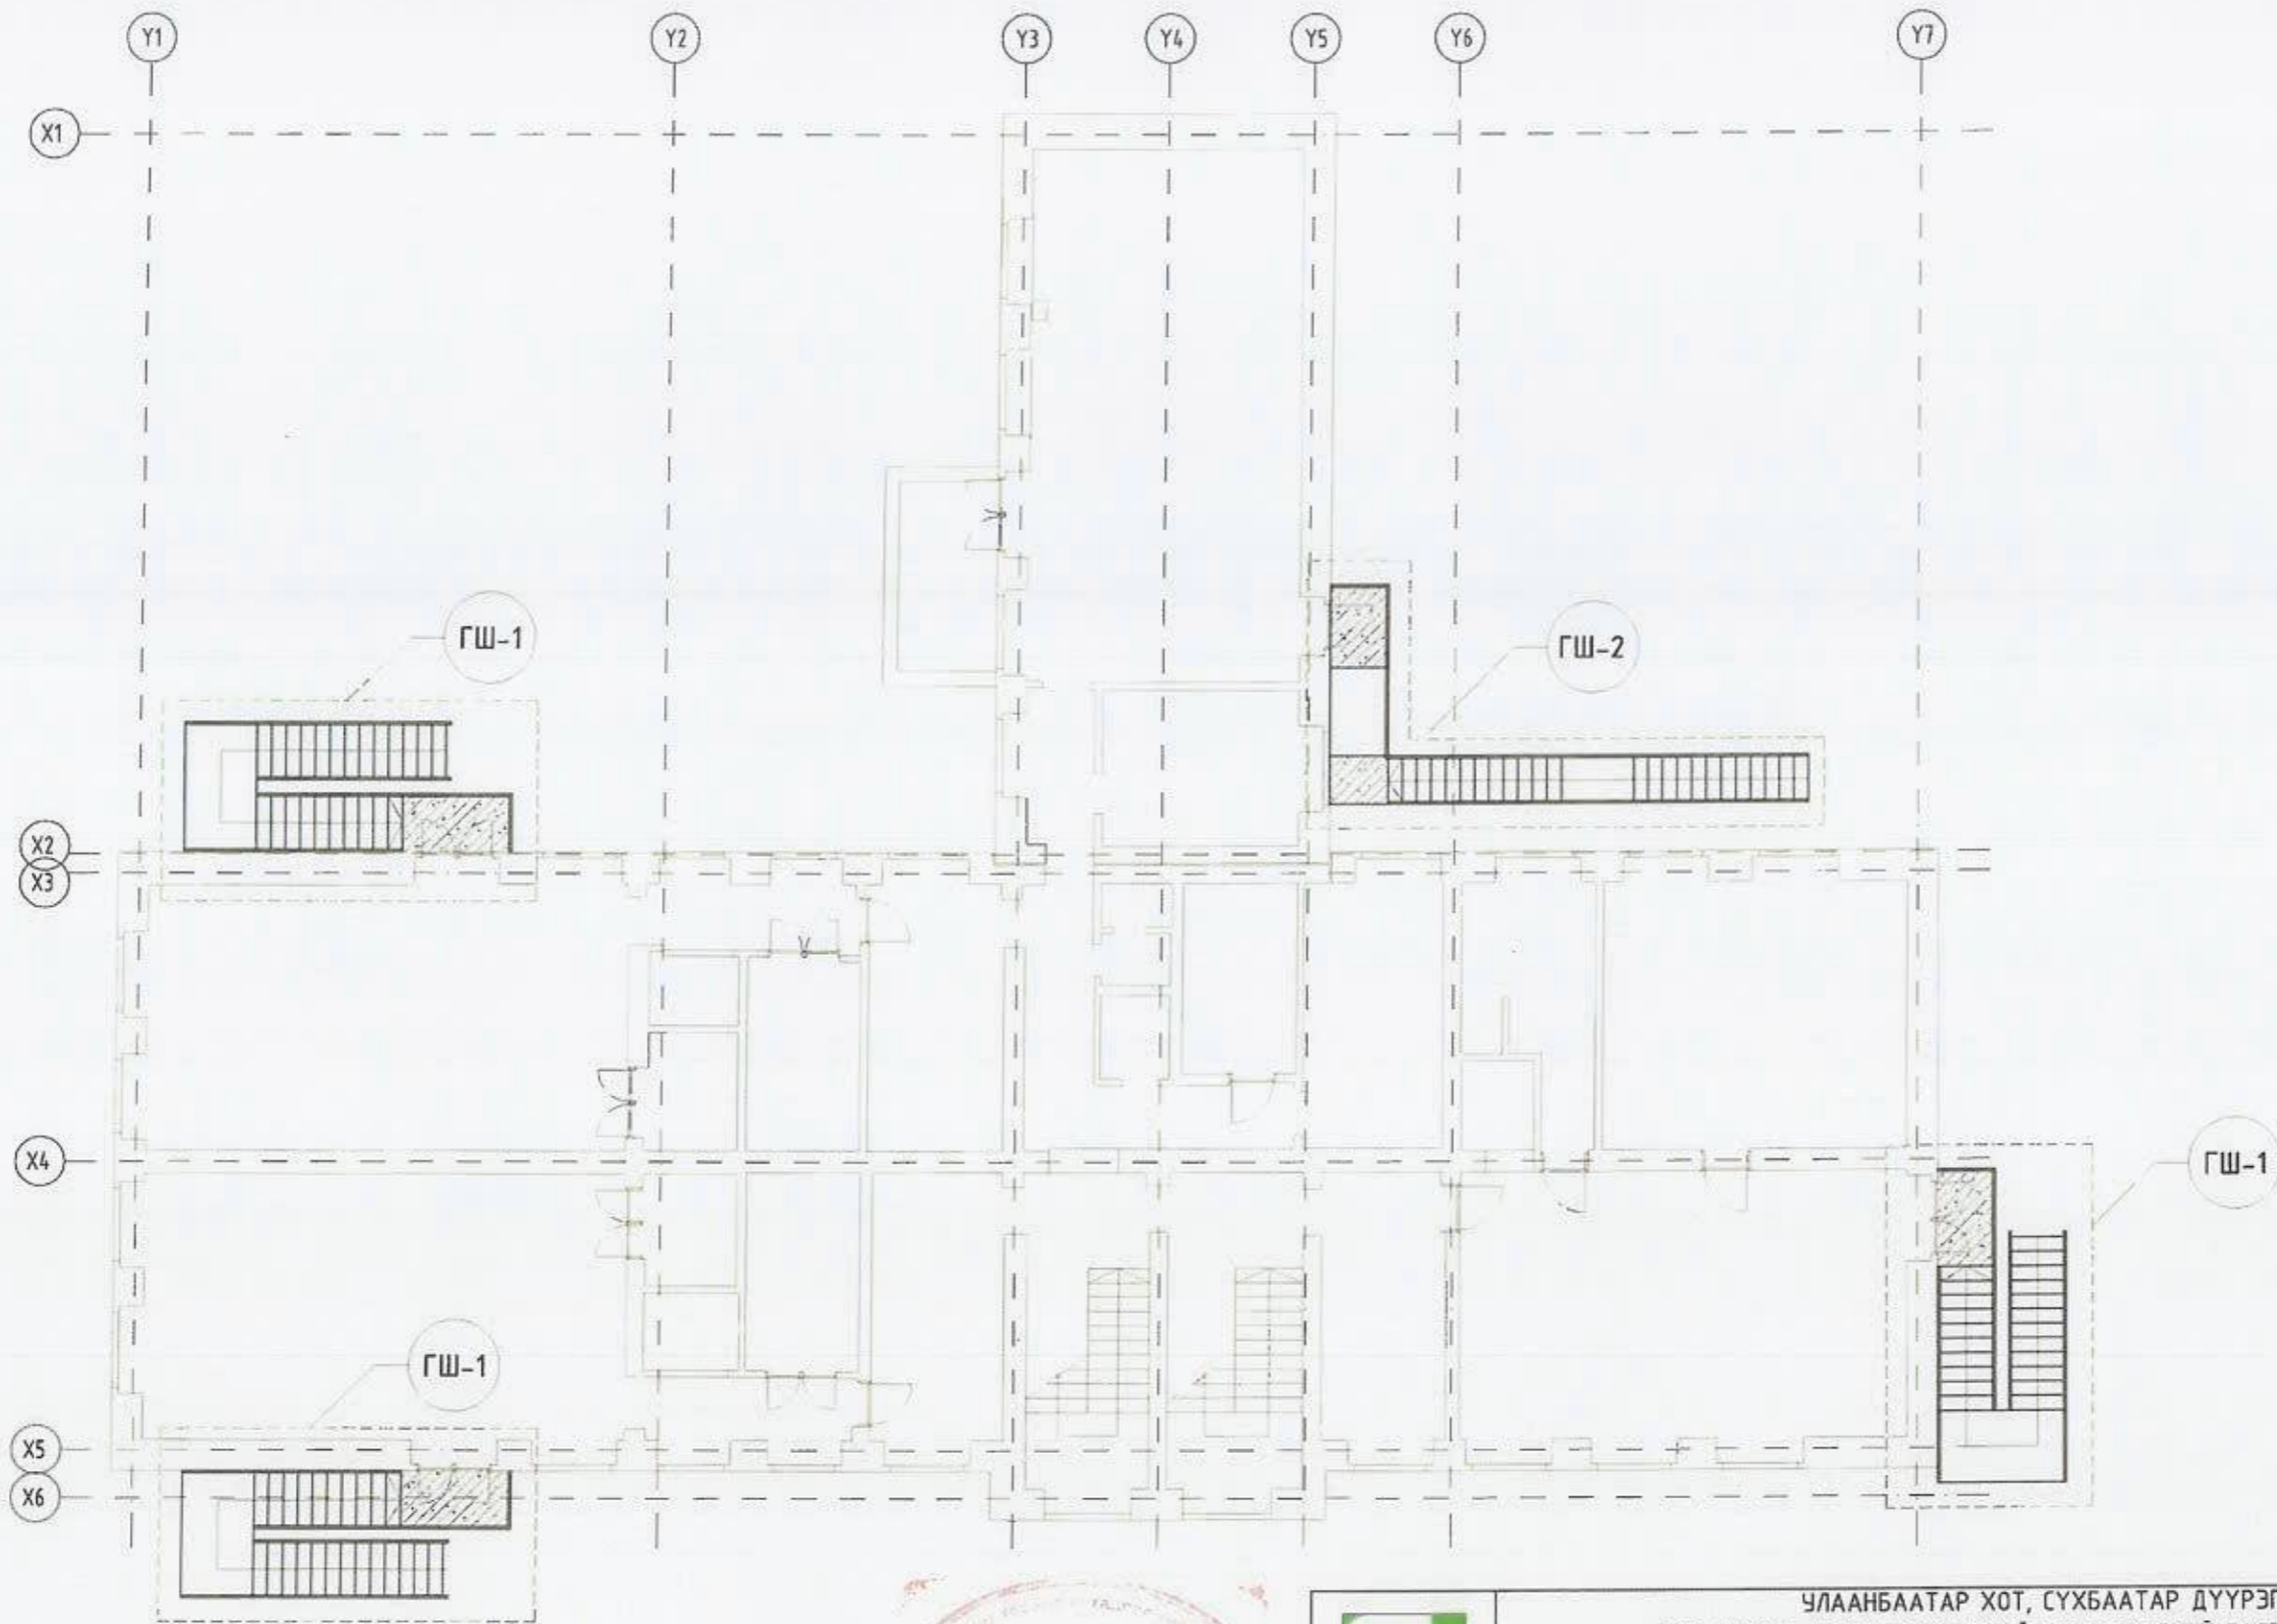 Y1 Y2 Y3 Y4 Y5 Y6 Y7
X1
ГШ-1
ГШ-2
X2
X3
X4
ГШ-1
ГШ-1
X5
X6
УЛААНБААТАР ХОТ, СҮХБААТАР ДҮҮРЭГ